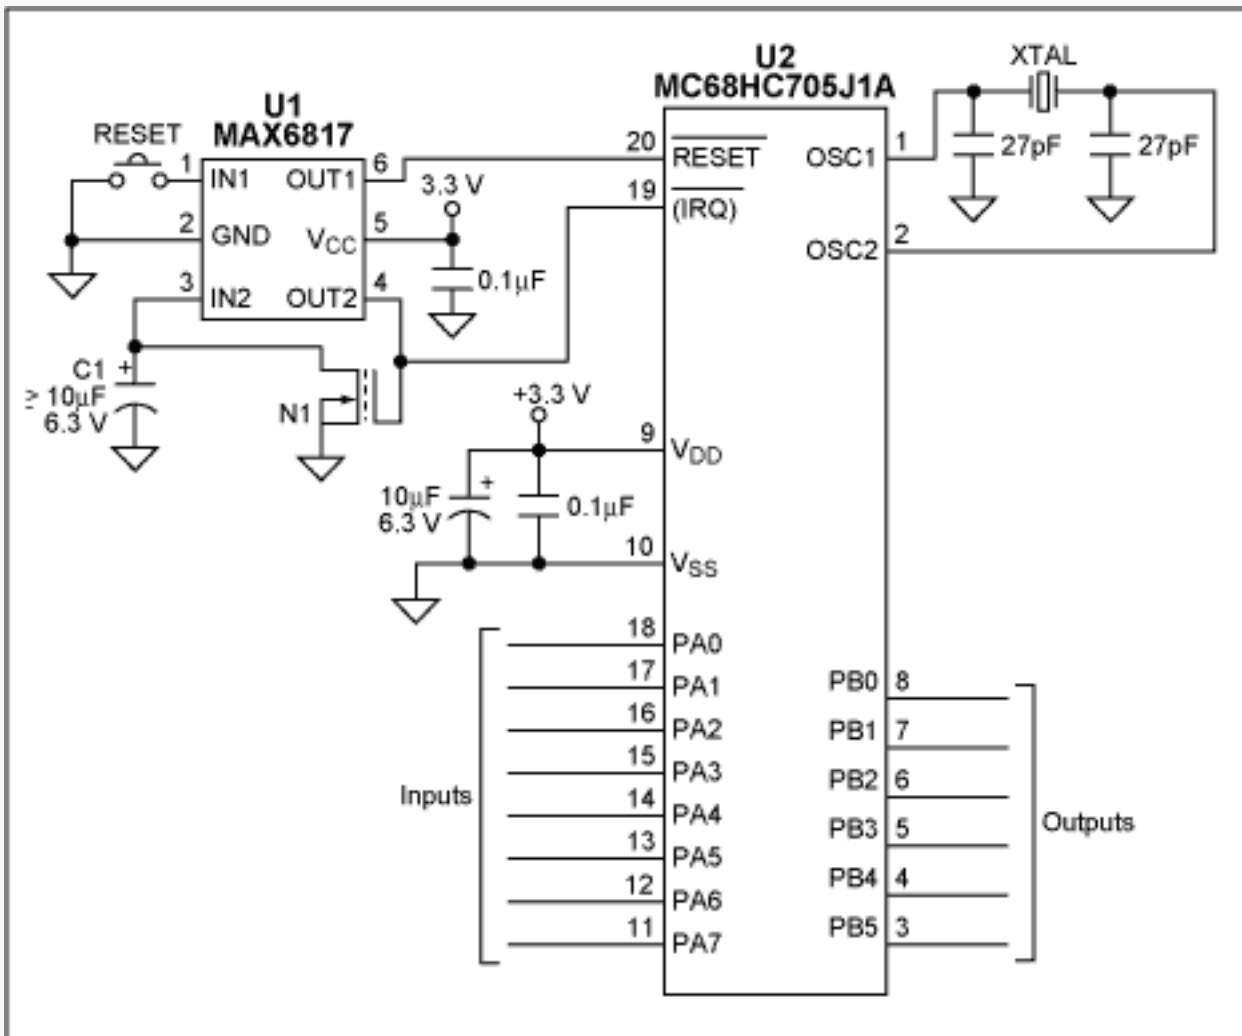 U1
MAX6817
RESET
1
IN1
OUT1
6
2
GND
VCC
5
3
IN2
OUT2
4
3.3 V
0.1µF
C1
+
≥ 10µF
6.3 V
N1
U2
MC68HC705J1A
20
RESET
19
(IRQ)
OSC1
1
OSC2
2
XTAL
27pF
27pF
+3.3 V
9
VDD
10µF
+
6.3 V
0.1µF
10
VSS
Inputs
18
PA0
17
PA1
16
PA2
15
PA3
14
PA4
13
PA5
12
PA6
11
PA7
PB0
8
PB1
7
PB2
6
PB3
5
PB4
4
PB5
3
Outputs